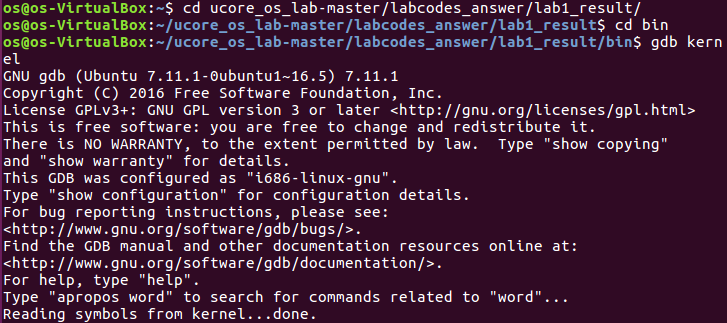 os@os-VirtualBox:~$ cd ucore_os_lab-master/labcodes_answer/lab1_result/
os@os-VirtualBox:~/ucore_os_lab-master/labcodes_answer/lab1_result$ cd bin
os@os-VirtualBox:~/ucore_os_lab-master/labcodes_answer/lab1_result/bin$ gdb kern
el
GNU gdb (Ubuntu 7.11.1-0ubuntu1~16.5) 7.11.1
Copyright (C) 2016 Free Software Foundation, Inc.
License GPLv3+: GNU GPL version 3 or later <http://gnu.org/licenses/gpl.html>
This is free software: you are free to change and redistribute it.
There is NO WARRANTY, to the extent permitted by law.  Type "show copying"
and "show warranty" for details.
This GDB was configured as "i686-linux-gnu".
Type "show configuration" for configuration details.
For bug reporting instructions, please see:
<http://www.gnu.org/software/gdb/bugs/>.
Find the GDB manual and other documentation resources online at:
<http://www.gnu.org/software/gdb/documentation/>.
For help, type "help".
Type "apropos word" to search for commands related to "word"...
Reading symbols from kernel...done.